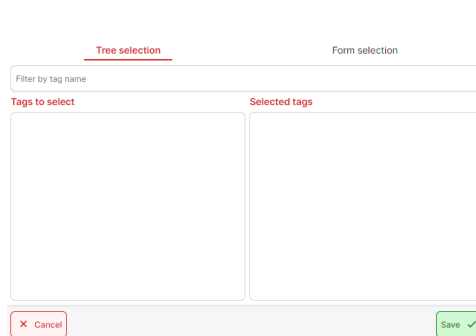 Tree selection
Form selection
Filter by tag name
Tags to select
Selected tags
Cancel
Save